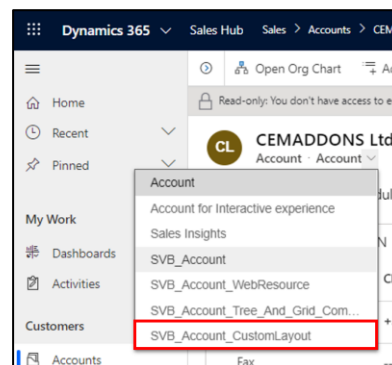 Dynamics 365 Sales Hub Sales > Accounts > CEM
Open Org Chart
Home
Read-only: You don't have access to e
Recent
CL CEMADDONS Ltd
Pinned
Account · Account
Account
Account for Interactive experience
Sales Insights
My Work
SVB_Account
Dashboards
SVB_Account_WebResource
Activities
SVB_Account_Tree_And_Grid_Com...
Customers
SVB_Account_CustomLayout
Accounts
Fax